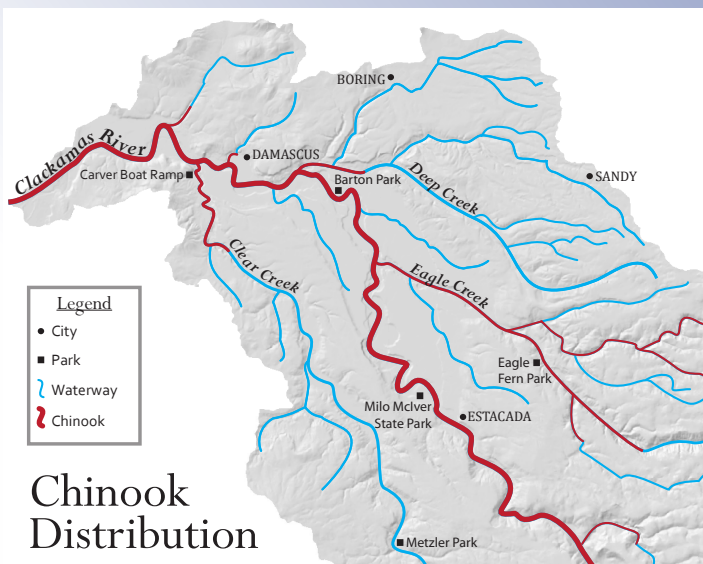 BORING
Clackamas River
DAMASCUS
Carver Boat Ramp
Barton Park
SANDY
Deep Creek
Clear Creek
Eagle Creek
Legend
City
Park
Waterway
Chinook
Eagle
Fern Park
Milo McIver
State Park
ESTACADA
Chinook
Distribution
Metzler Park